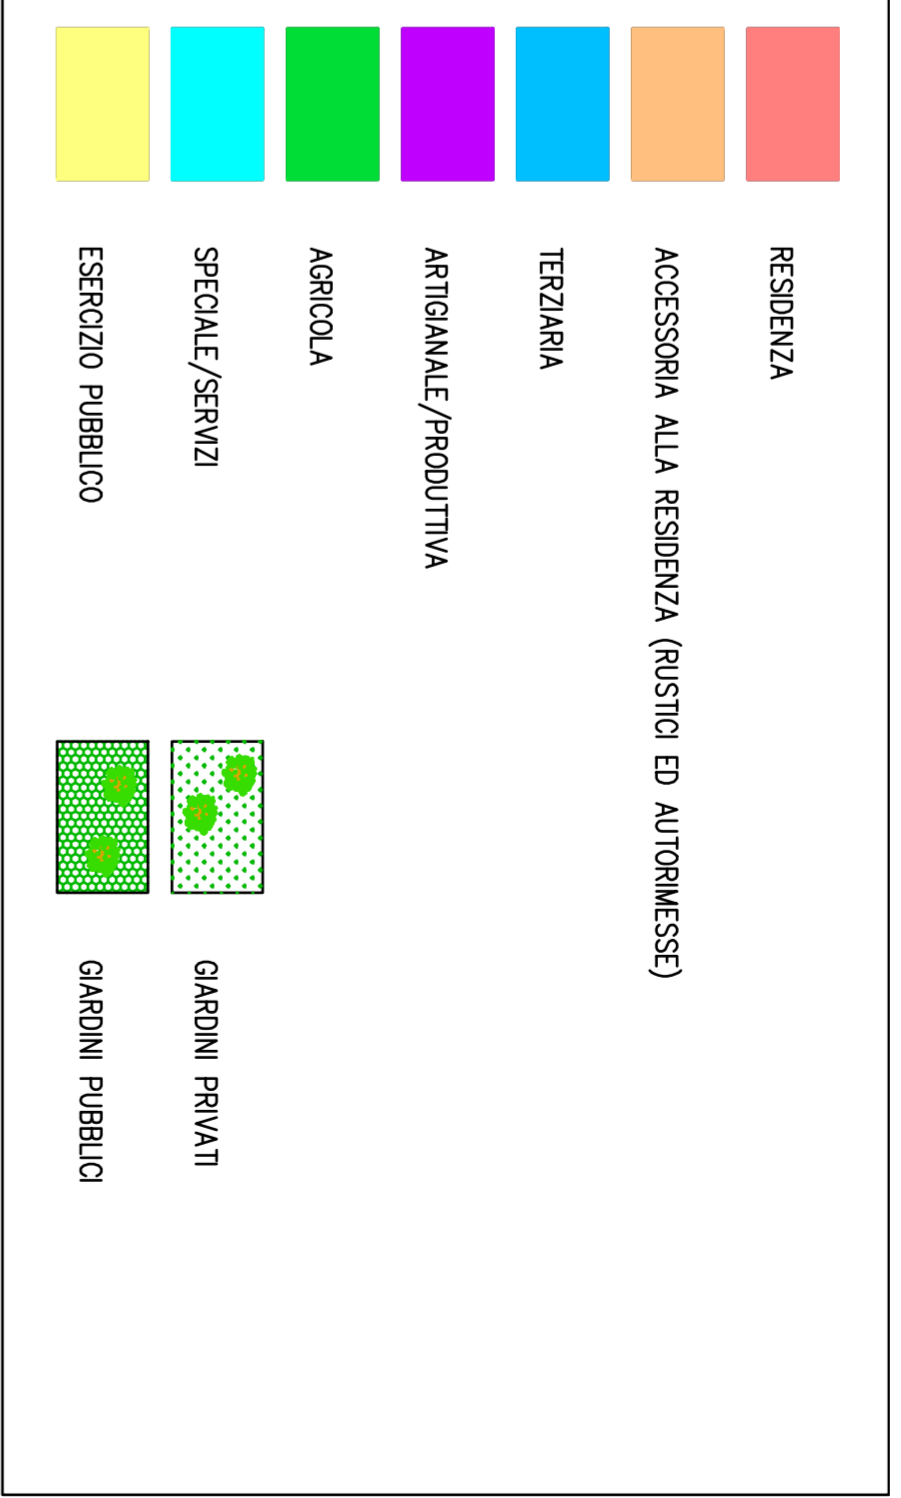 RESIDENZA
ACCESSORIA ALLA RESIDENZA (RUSTICI ED AUTORIMESSE)
TERZIARIA
ARTIGIANALE/PRODUTTIVA
AGRICOLA
SPECIALE/SERVIZI
GIARDINI PRIVATI
ESERCIZIO PUBBLICO
GIARDINI PUBBLICI